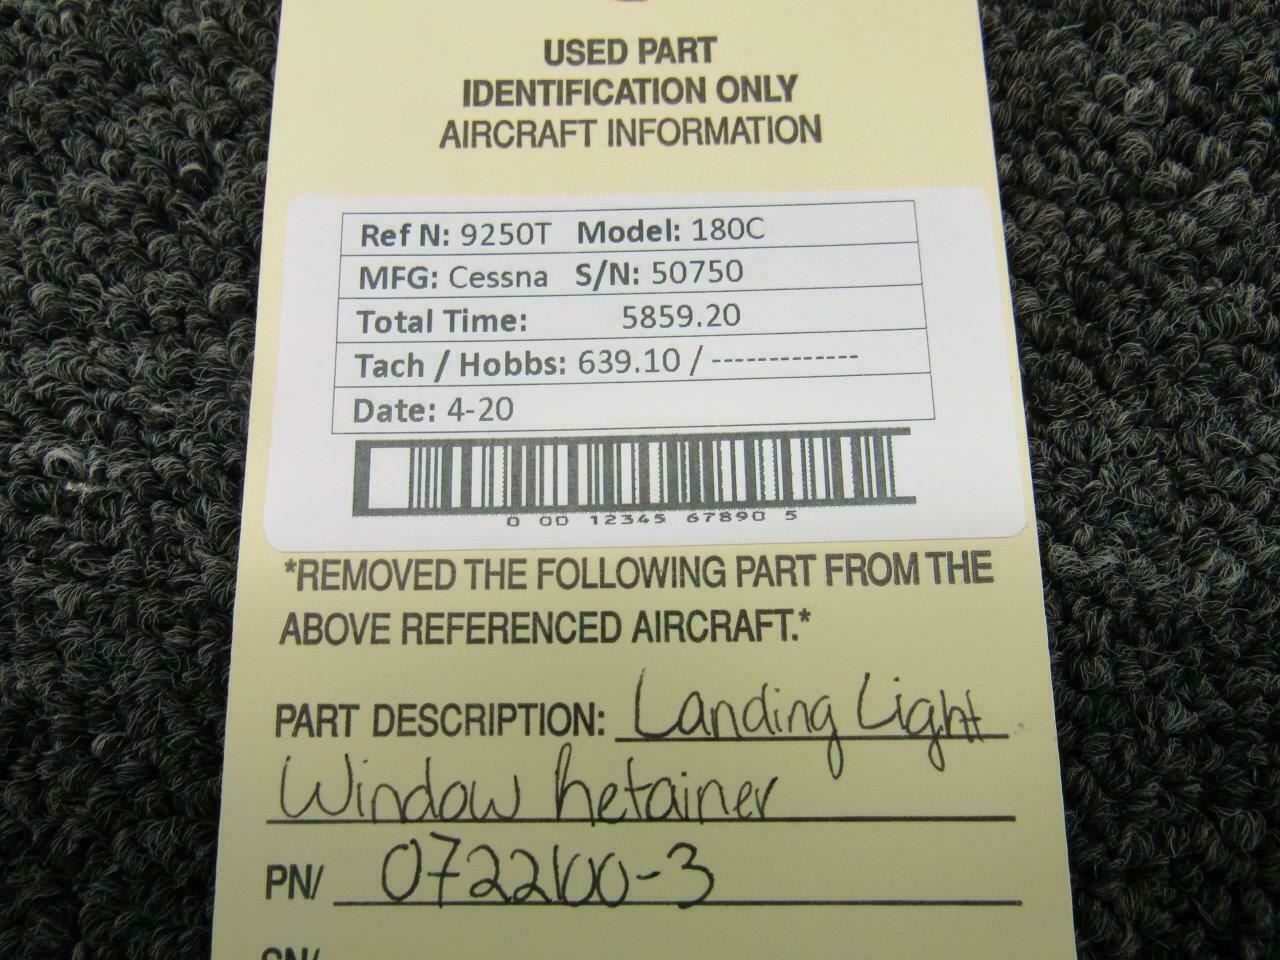 USED PART
IDENTIFICATION ONLY
AIRCRAFT INFORMATION
Ref N: 9250T Model: 180C
MFG: Cessna S/N: 50750
Total Time: 5859.20
Tach / Hobbs: 639.10 / -------------
Date: 4-20
0 00 12345 67890 5
*REMOVED THE FOLLOWING PART FROM THE
ABOVE REFERENCED AIRCRAFT.*
PART DESCRIPTION: Landing Light
Window Retainer
PN/ 0722100-3
SN/